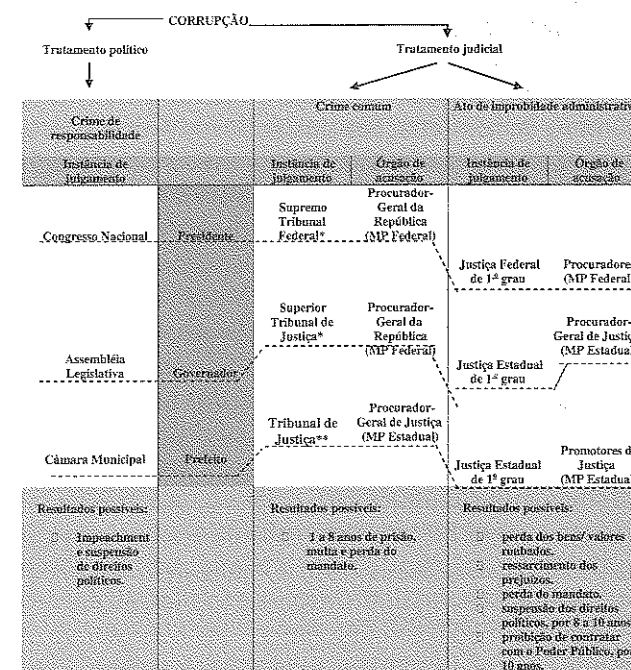 CORRUPÇÃO
Tratamento político
Tratamento judicial
Crime de
responsabilidade
Crime comum
Ato de improbidade administrativ
Instância de
julgamento
Instância de
julgamento
Órgão de
acusação
Instância de
julgamento
Órgão de
acusação
Congresso Nacional
Presidente
Supremo
Tribunal
Federal*
Procurador-
Geral da
República
(MP Federal)
Justiça Federal
de 1.º grau
Procuradores
(MP Federal
Assembléia
Legislativa
Governador
Superior
Tribunal de
Justiça*
Procurador-
Geral da
República
(MP Federal)
Justiça Estadual
de 1º grau
Procurador-
Geral de Justiç
(MP Estadual
Câmara Municipal
Prefeito
Tribunal de
Justiça**
Procurador-
Geral de Justiça
(MP Estadual)
Justiça Estadual
de 1º grau
Promotores d
Justiça
(MP Estadua
Resultados possíveis:
Impeachment
e suspensão
de direitos
políticos.
Resultados possíveis:
1 a 8 anos de prisão,
multa e perda do
mandato.
Resultados possíveis:
perda dos bens/ valores
roubados.
ressarcimento dos
prejuízos.
perda do mandato.
suspensão dos direitos
políticos, por 8 a 10 anos
proibição de contratar
com o Poder Público, po
10 anos.